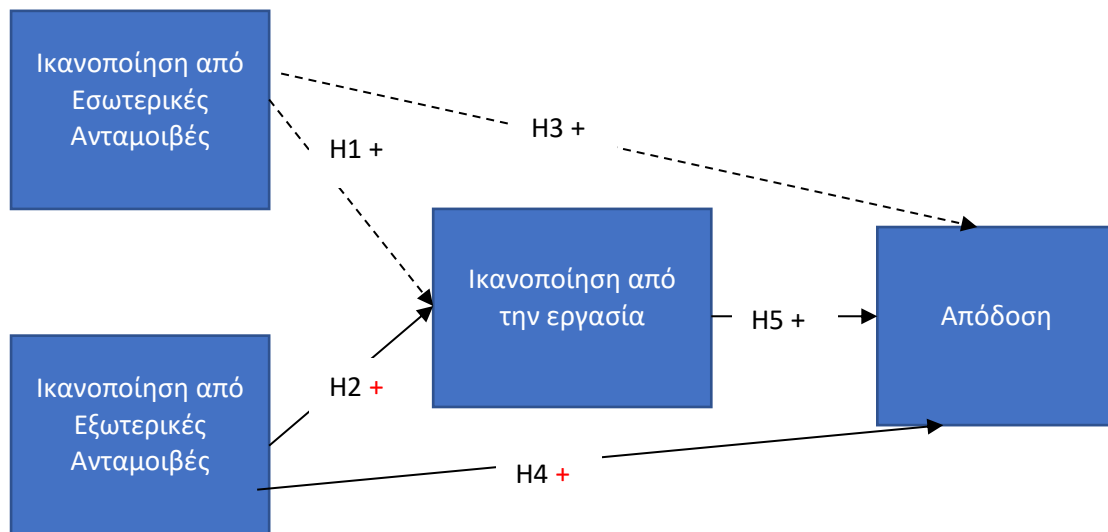 Ικανοποίηση από
Εσωτερικές
Ανταμοιβές
H1 +
H3 +
Ικανοποίηση από
την εργασία
H5 +
Απόδοση
Ικανοποίηση από
Εξωτερικές
Ανταμοιβές
H2 +
H4 +